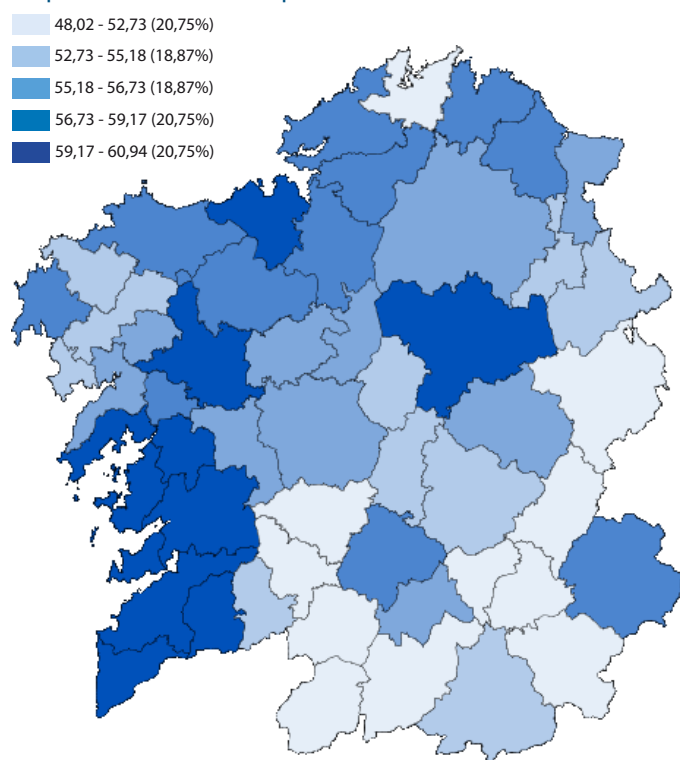 48,02 - 52,73 (20,75%)
52,73 - 55,18 (18,87%)
55,18 - 56,73 (18,87%)
56,73 - 59,17 (20,75%)
59,17 - 60,94 (20,75%)